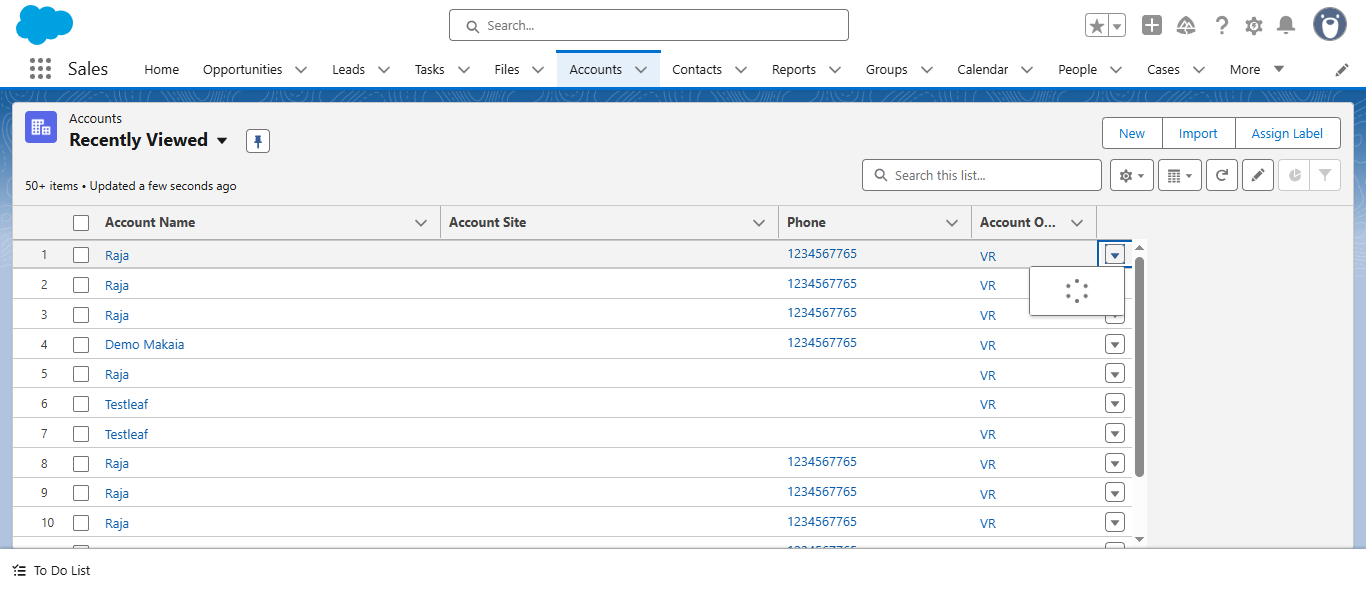 Search...
Sales Home Opportunities Leads Tasks Files Accounts Contacts Reports Groups Calendar People Cases More
Accounts
Recently Viewed
New Import Assign Label
50+ items • Updated a few seconds ago
Search this list...
Account Name Account Site Phone Account O...
1 Raja 1234567765 VR
2 Raja 1234567765 VR
3 Raja 1234567765 VR
4 Demo Makaia 1234567765 VR
5 Raja VR
6 Testleaf VR
7 Testleaf VR
8 Raja 1234567765 VR
9 Raja 1234567765 VR
10 Raja 1234567765 VR
To Do List